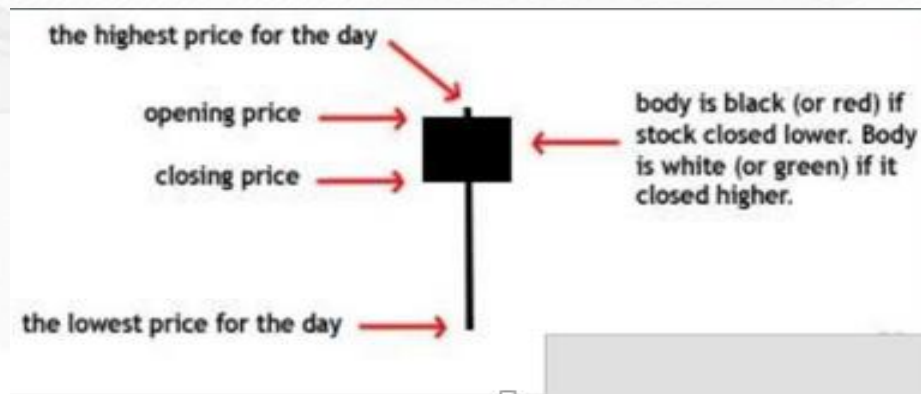 the highest price for the day
opening price
closing price
body is black (or red) if
stock closed lower. Body
is white (or green) if it
closed higher.
the lowest price for the day